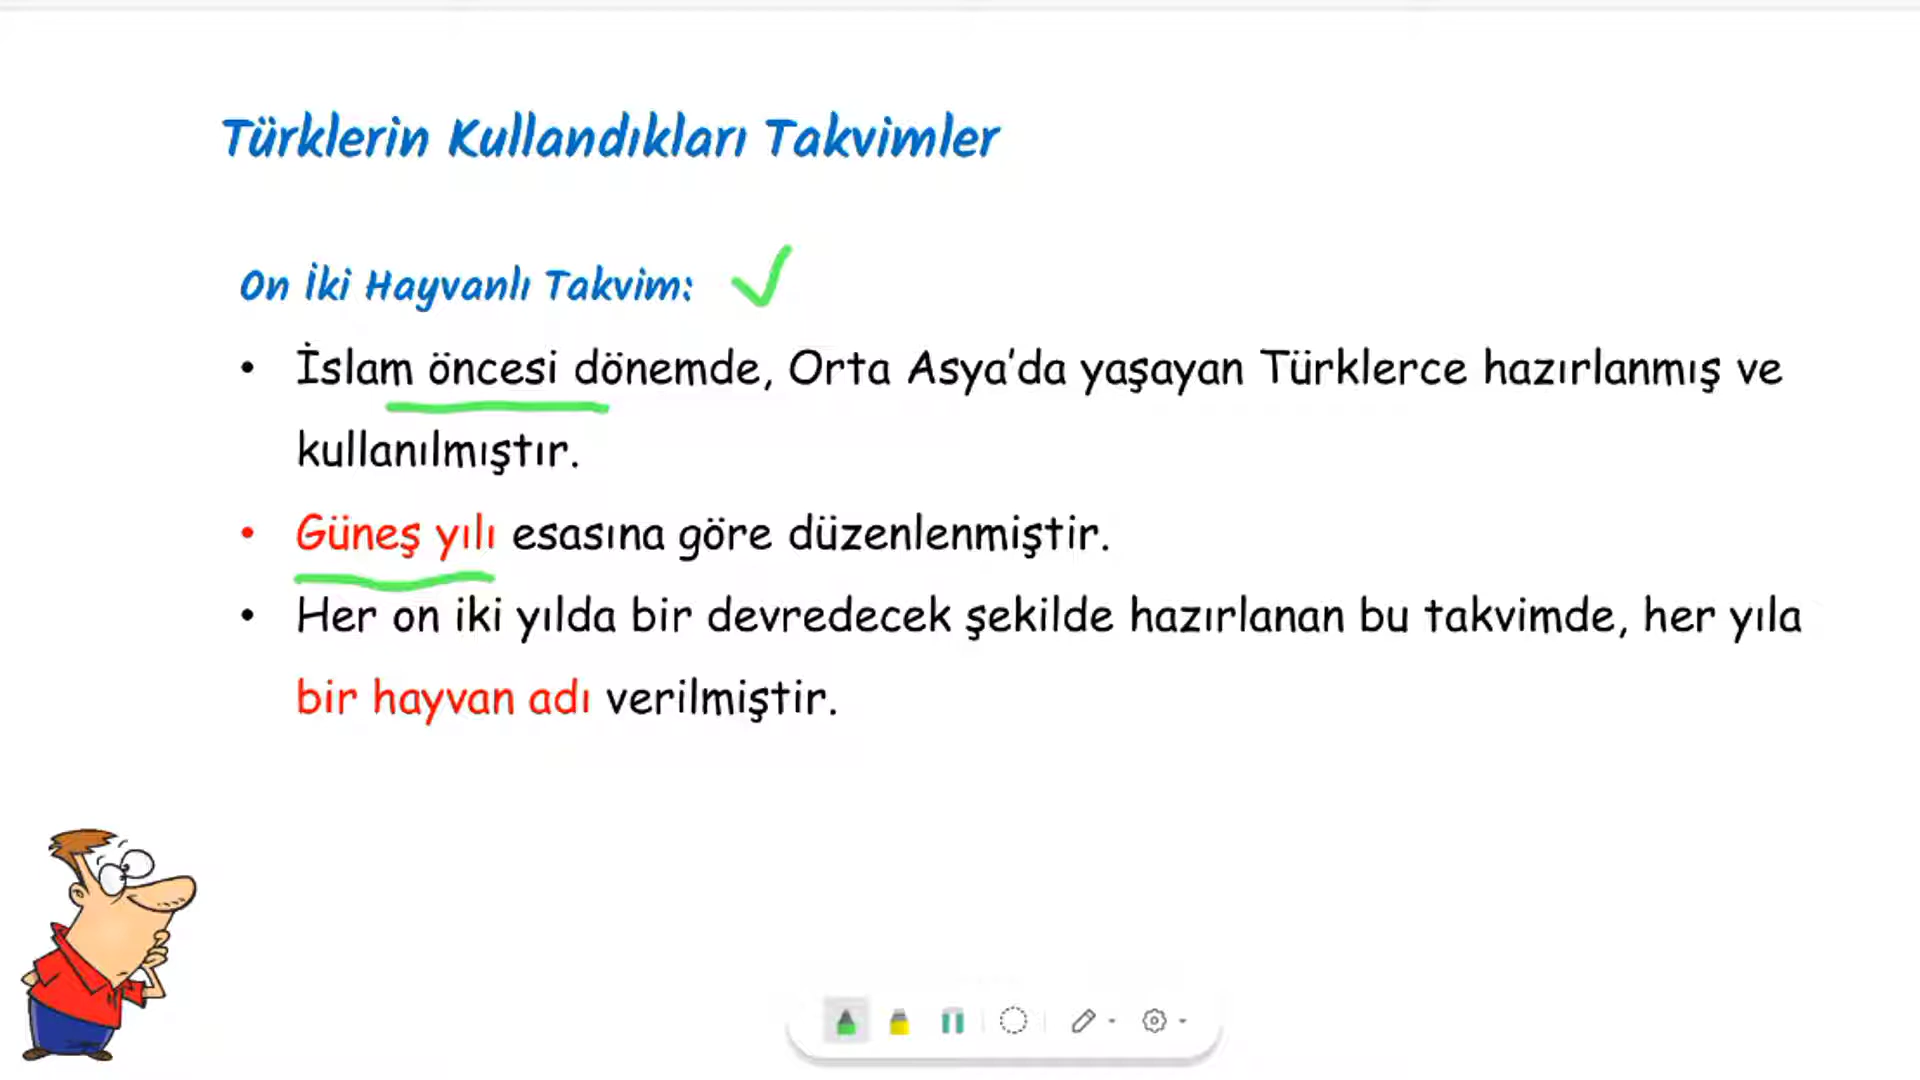 Türklerin Kullandıkları Takvimler
On İki Hayvanlı Takvim:
• İslam öncesi dönemde, Orta Asya'da yaşayan Türklerce hazırlanmış ve
kullanılmıştır.
• Güneş yılı esasına göre düzenlenmiştir.
• Her on iki yılda bir devredecek şekilde hazırlanan bu takvimde, her yıla
bir hayvan adı verilmiştir.